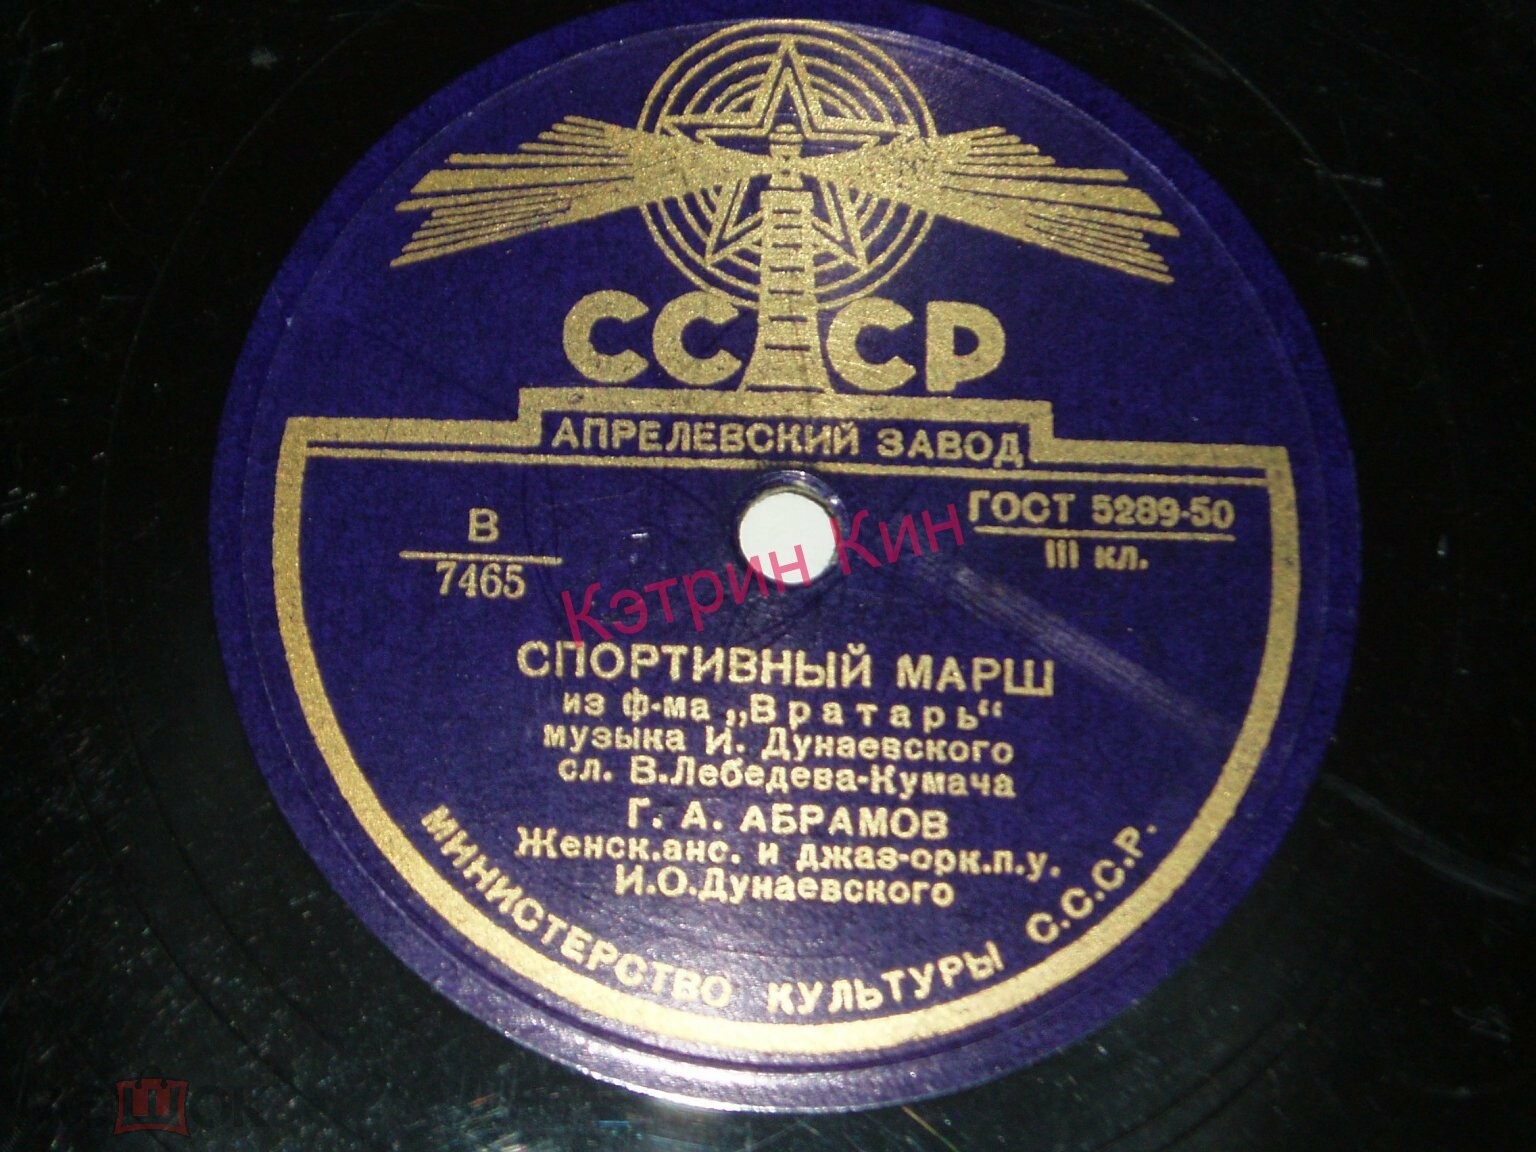 СССР
АПРЕЛЕВСКИЙ ЗАВОД
В
7465
ГОСТ 5289-50
III кл.
Кэтрин Кин
СПОРТИВНЫЙ МАРШ
из ф-ма „Вратарь“
музыка И. Дунаевского
сл. В.Лебедева-Кумача
Г. А. АБРАМОВ
Женск.анс. и джаз-орк.п.у.
И.О.Дунаевского
МИНИСТЕРСТВО КУЛЬТУРЫ С.С.С.Р.